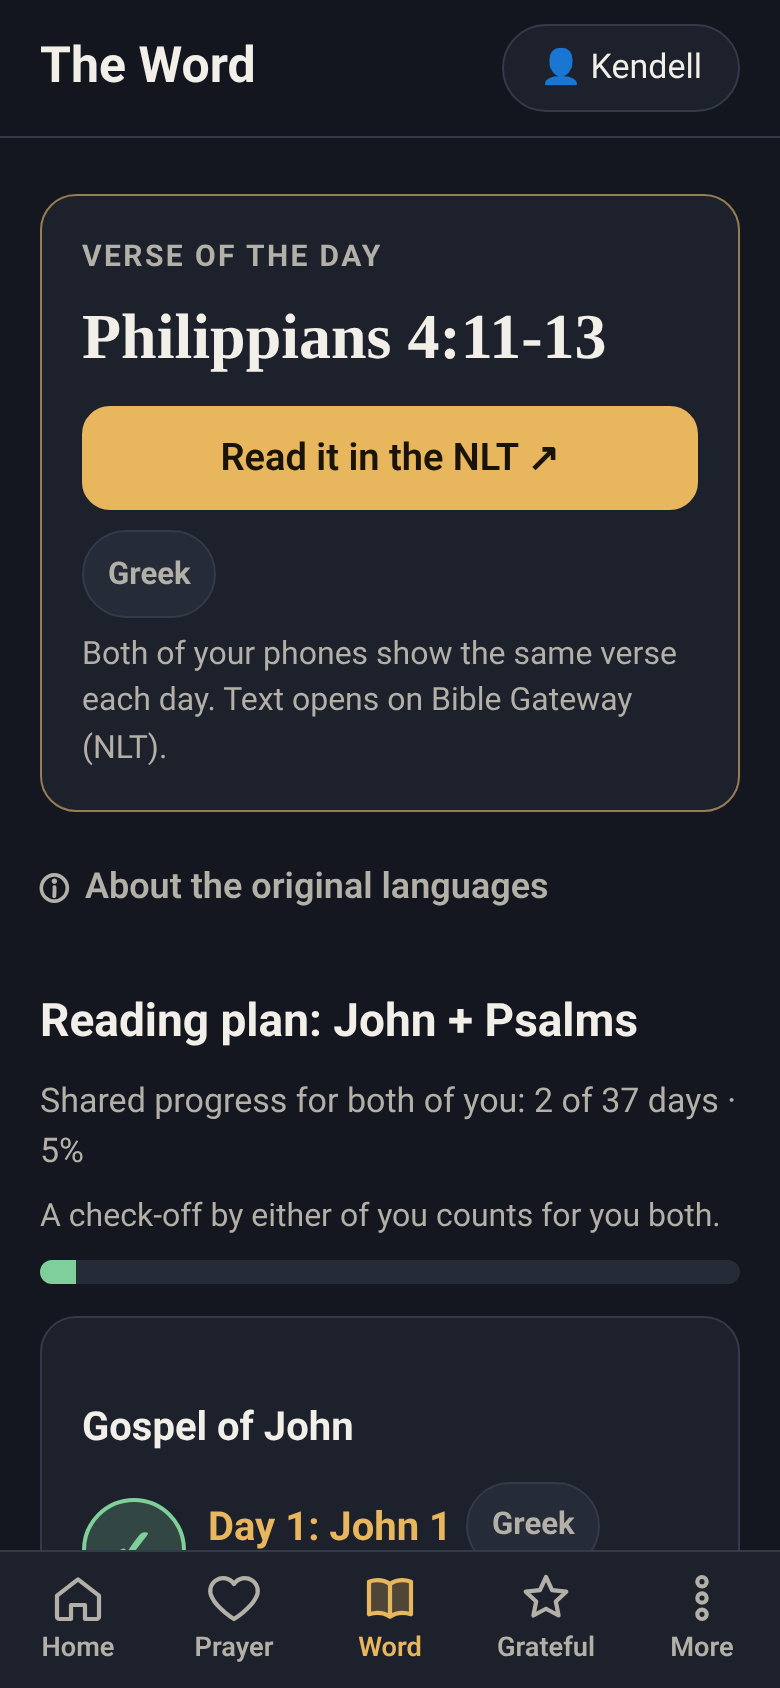 The Word
Kendell
VERSE OF THE DAY
Philippians 4:11-13
Read it in the NLT ↗
Greek
Both of your phones show the same verse
each day. Text opens on Bible Gateway
(NLT).
About the original languages
Reading plan: John + Psalms
Shared progress for both of you: 2 of 37 days ·
5%
A check-off by either of you counts for you both.
Gospel of John
Day 1: John 1 Greek
Home Prayer Word Grateful More